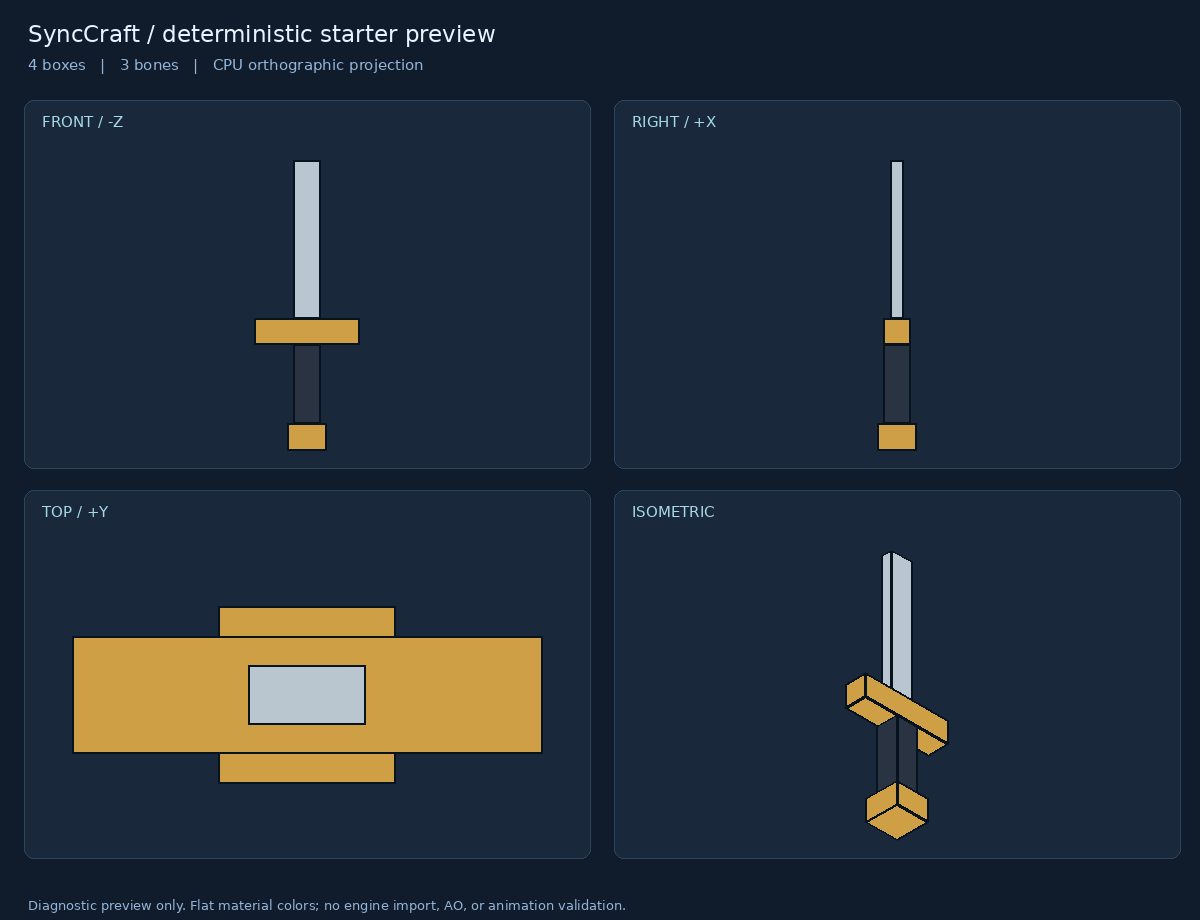 SyncCraft / deterministic starter preview
4 boxes | 3 bones | CPU orthographic projection
FRONT / -Z
RIGHT / +X
TOP / +Y
ISOMETRIC
Diagnostic preview only. Flat material colors; no engine import, AO, or animation validation.